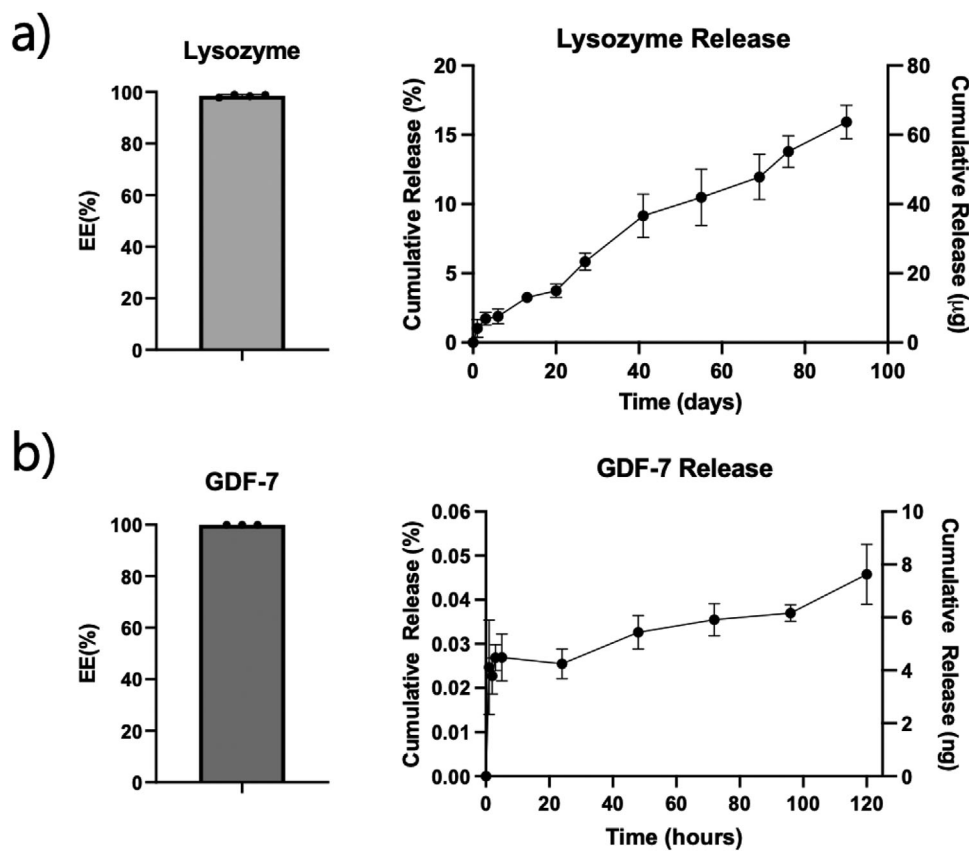 a)
Lysozyme
EE(%)
100
80
60
40
20
0
Lysozyme Release
Cumulative Release (%)
20
15
10
5
0
80
60
40
20
0
Cumulative Release (μg)
0 20 40 60 80 100
Time (days)
b)
GDF-7
EE(%)
100
80
60
40
20
0
GDF-7 Release
Cumulative Release (%)
0.06
0.05
0.04
0.03
0.02
0.01
0.00
10
8
6
4
2
0
Cumulative Release (ng)
0 20 40 60 80 100 120
Time (hours)